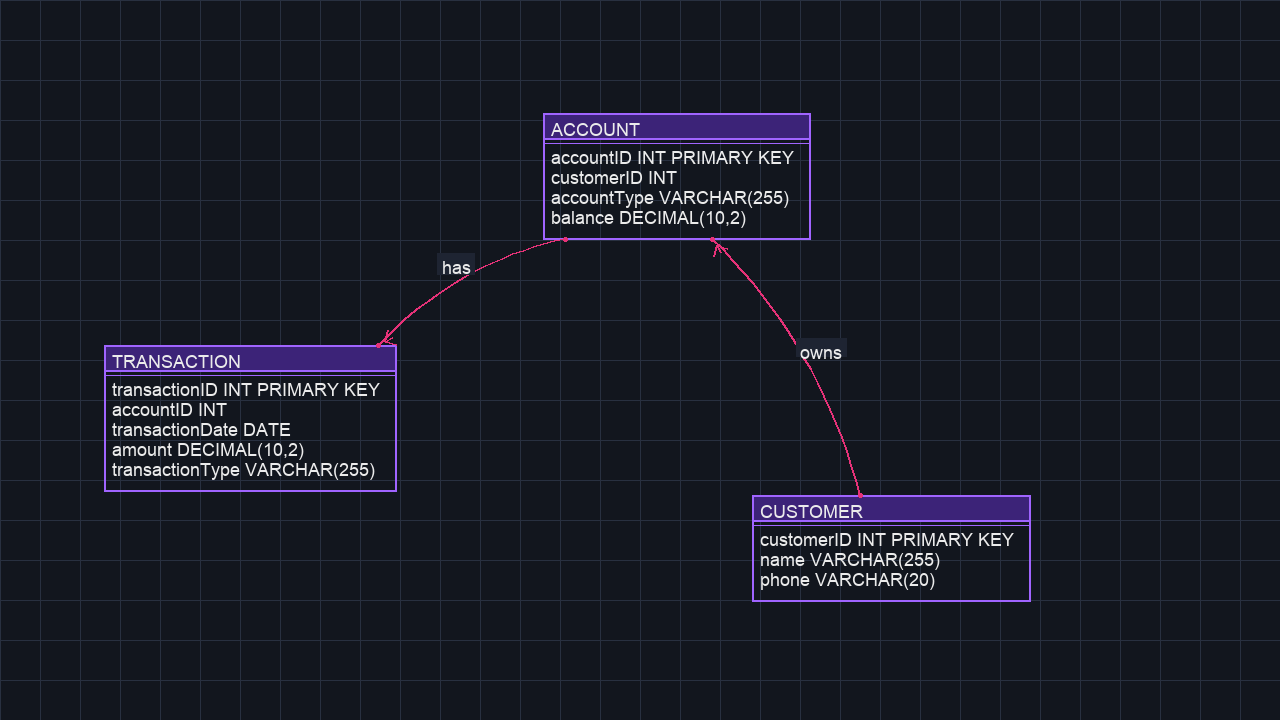 ACCOUNT
accountID INT PRIMARY KEY
customerID INT
accountType VARCHAR(255)
balance DECIMAL(10,2)
has
owns
TRANSACTION
transactionID INT PRIMARY KEY
accountID INT
transactionDate DATE
amount DECIMAL(10,2)
transactionType VARCHAR(255)
CUSTOMER
customerID INT PRIMARY KEY
name VARCHAR(255)
phone VARCHAR(20)